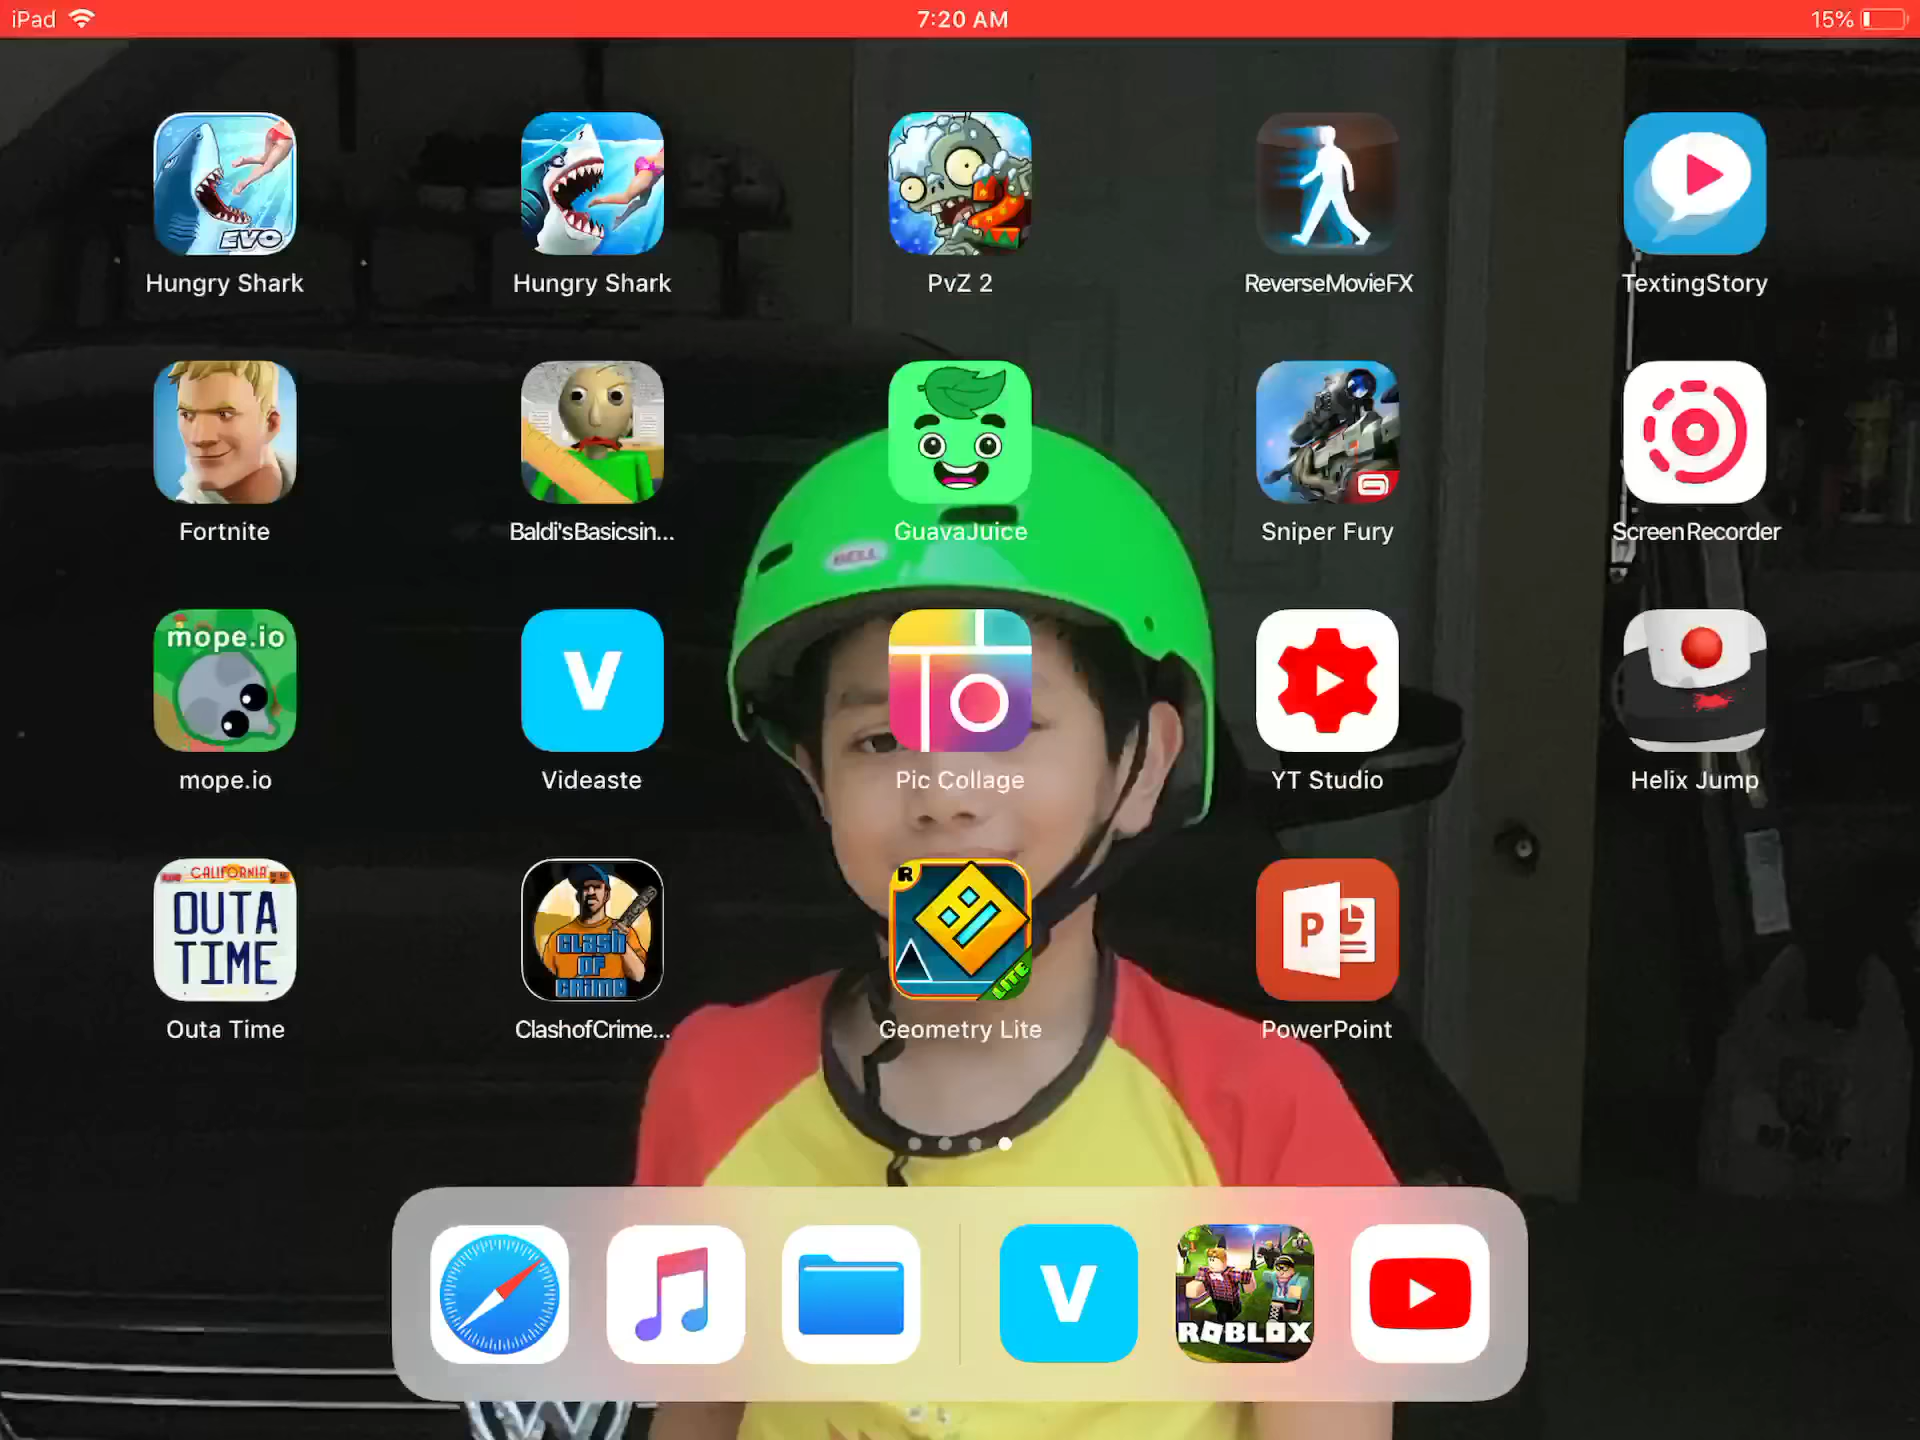 iPad 7:20 AM 15%
EVO
Hungry Shark Hungry Shark PvZ 2 ReverseMovieFX TextingStory
Fortnite Baldi'sBasicsin... GuavaJuice Sniper Fury ScreenRecorder
BELL
mope.io
mope.io Videaste Pic Collage YT Studio Helix Jump
CALIFORNIA
OUTA
TIME
CLASH
OF
CRIME
R
LITE
P
Outa Time ClashofCrime... Geometry Lite PowerPoint
V
V
ROBLOX